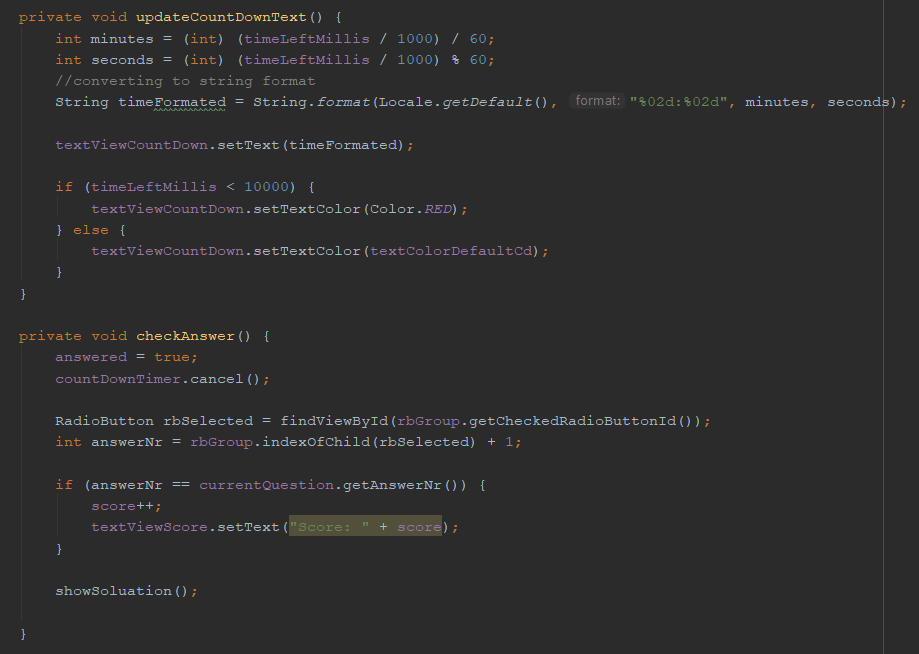 private void updateCountDownText() {
int minutes = (int) (timeLeftMillis / 1000) / 60;
int seconds = (int) (timeLeftMillis / 1000) % 60;
//converting to string format
String timeFormated = String.format(Locale.getDefault(), format: "%02d:%02d", minutes, seconds);
textViewCountDown.setText(timeFormated);
if (timeLeftMillis < 10000) {
textViewCountDown.setTextColor(Color.RED);
} else {
textViewCountDown.setTextColor(textColorDefaultCd);
}
}
private void checkAnswer() {
answered = true;
countDownTimer.cancel();
RadioButton rbSelected = findViewById(rbGroup.getCheckedRadioButtonId());
int answerNr = rbGroup.indexOfChild(rbSelected) + 1;
if (answerNr == currentQuestion.getAnswerNr()) {
score++;
textViewScore.setText("Score: " + score);
}
showSoluation();
}